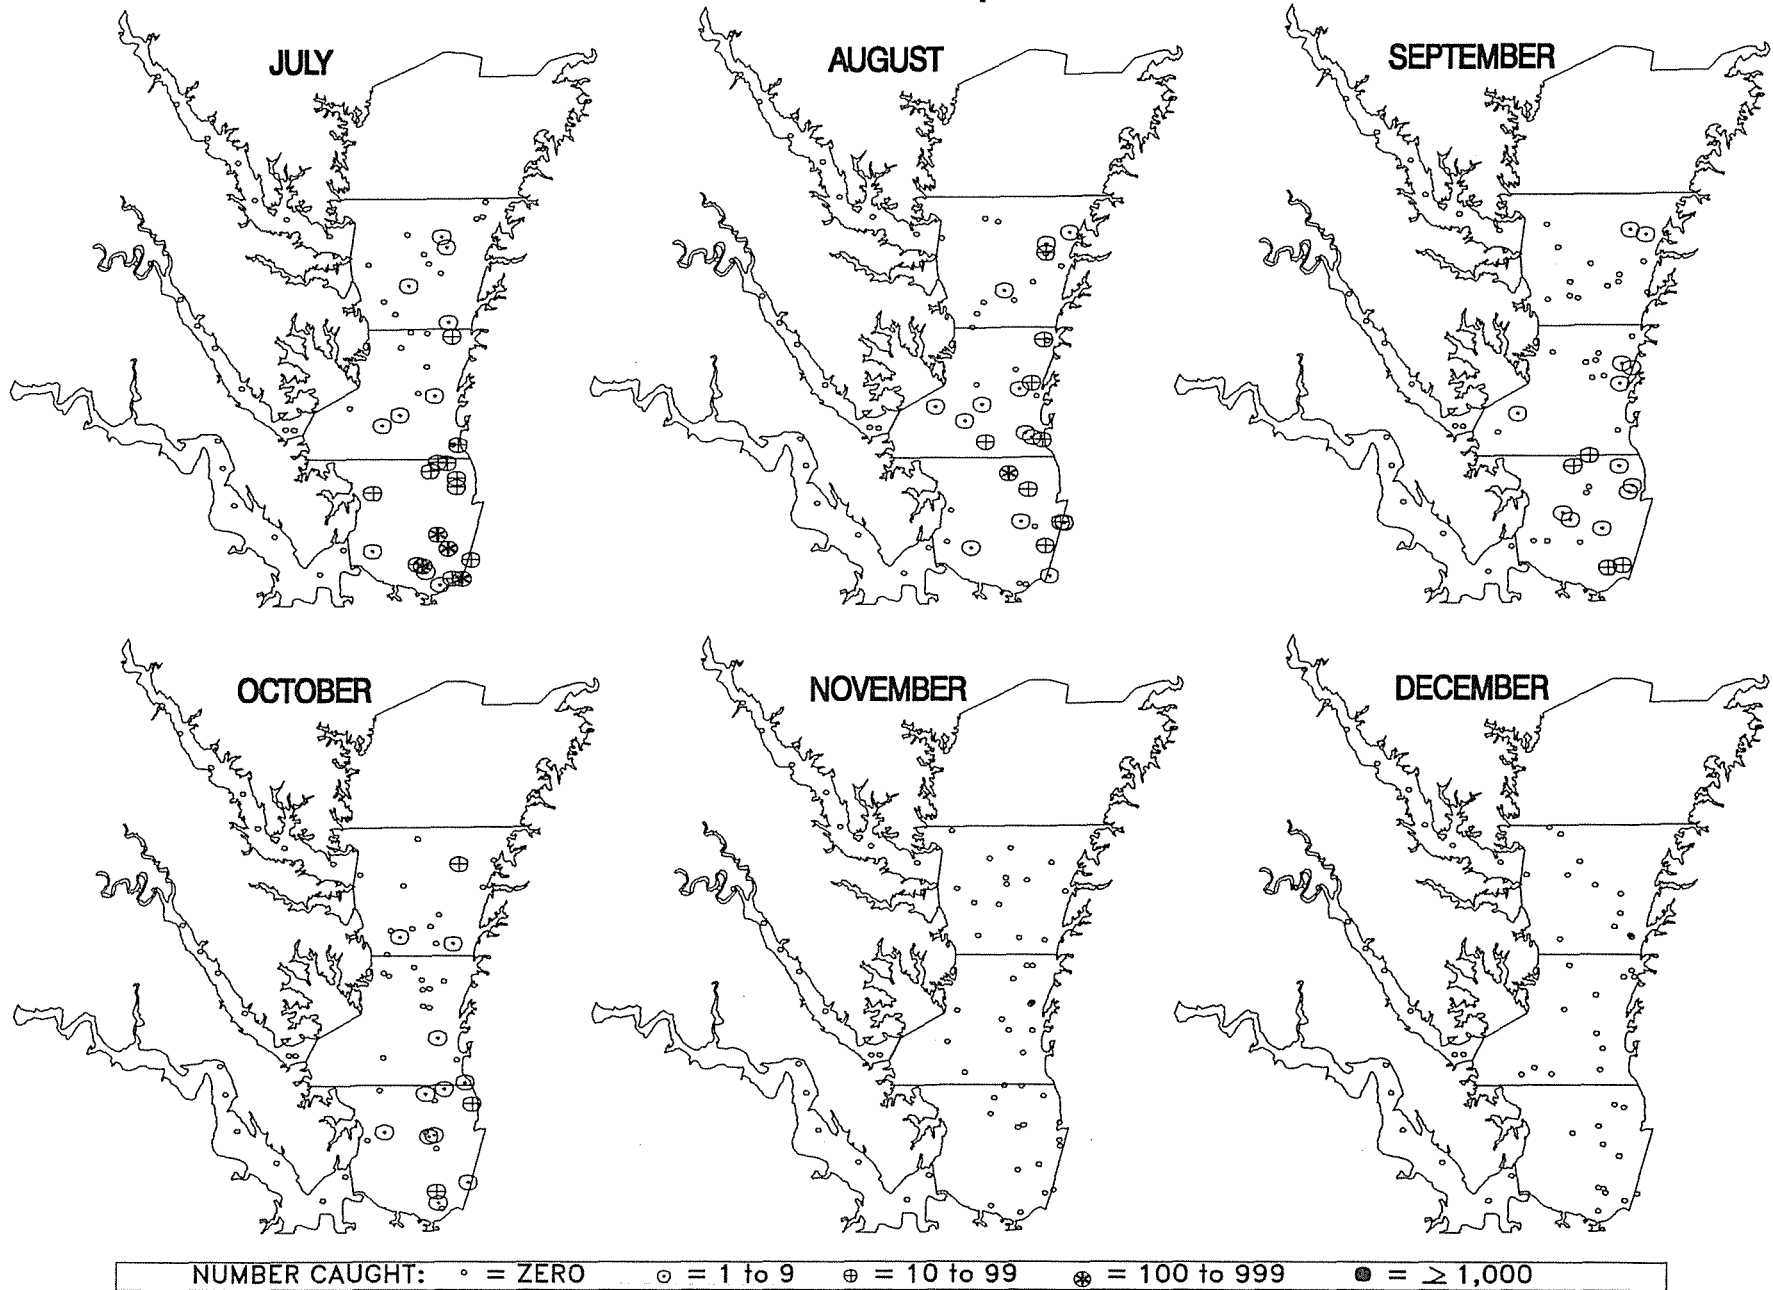 JULY
AUGUST
SEPTEMBER
OCTOBER
NOVEMBER
DECEMBER
NUMBER CAUGHT: ∘ = ZERO ⊙ = 1 to 9 ⊕ = 10 to 99 ⊛ = 100 to 999 ● = ≥ 1,000